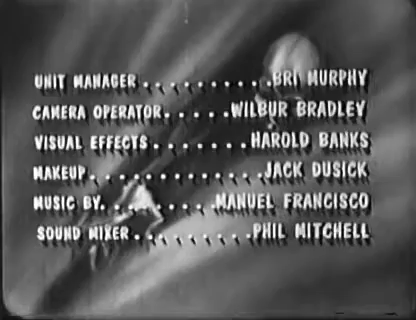 UNIT MANAGER..........BRI MURPHY
CAMERA OPERATOR.....WILBUR BRADLEY
VISUAL EFFECTS.......HAROLD BANKS
MAKEUP.............JACK DUSICK
MUSIC BY........MANUEL FRANCISCO
SOUND MIXER........PHIL MITCHELL